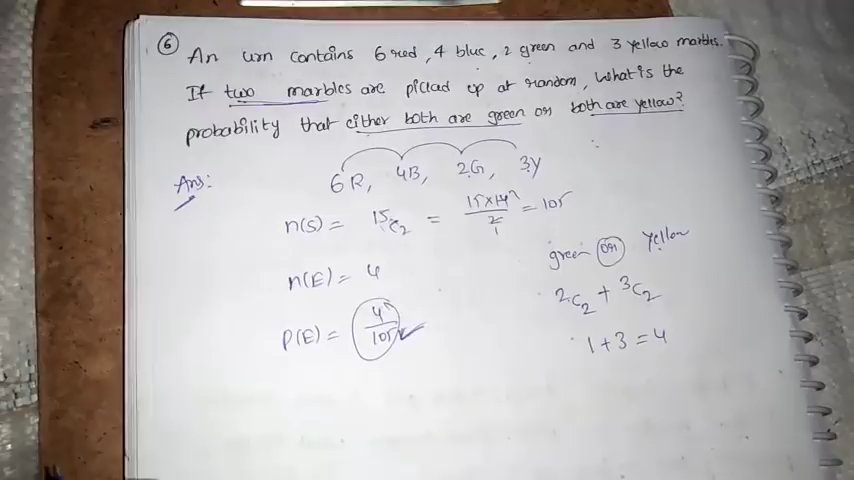 6 An urn contains 6 red, 4 blue, 2 green and 3 yellow marbles.
If two marbles are picked up at random, What is the
probability that either both are green or both are yellow?
Ans:
6R, 4B, 2G, 3Y
n(S) = 15C2 = 15×14/2 = 105
n(E) = 4
P(E) = 4/105
green or yellow
2C2 + 3C2
1+3 = 4